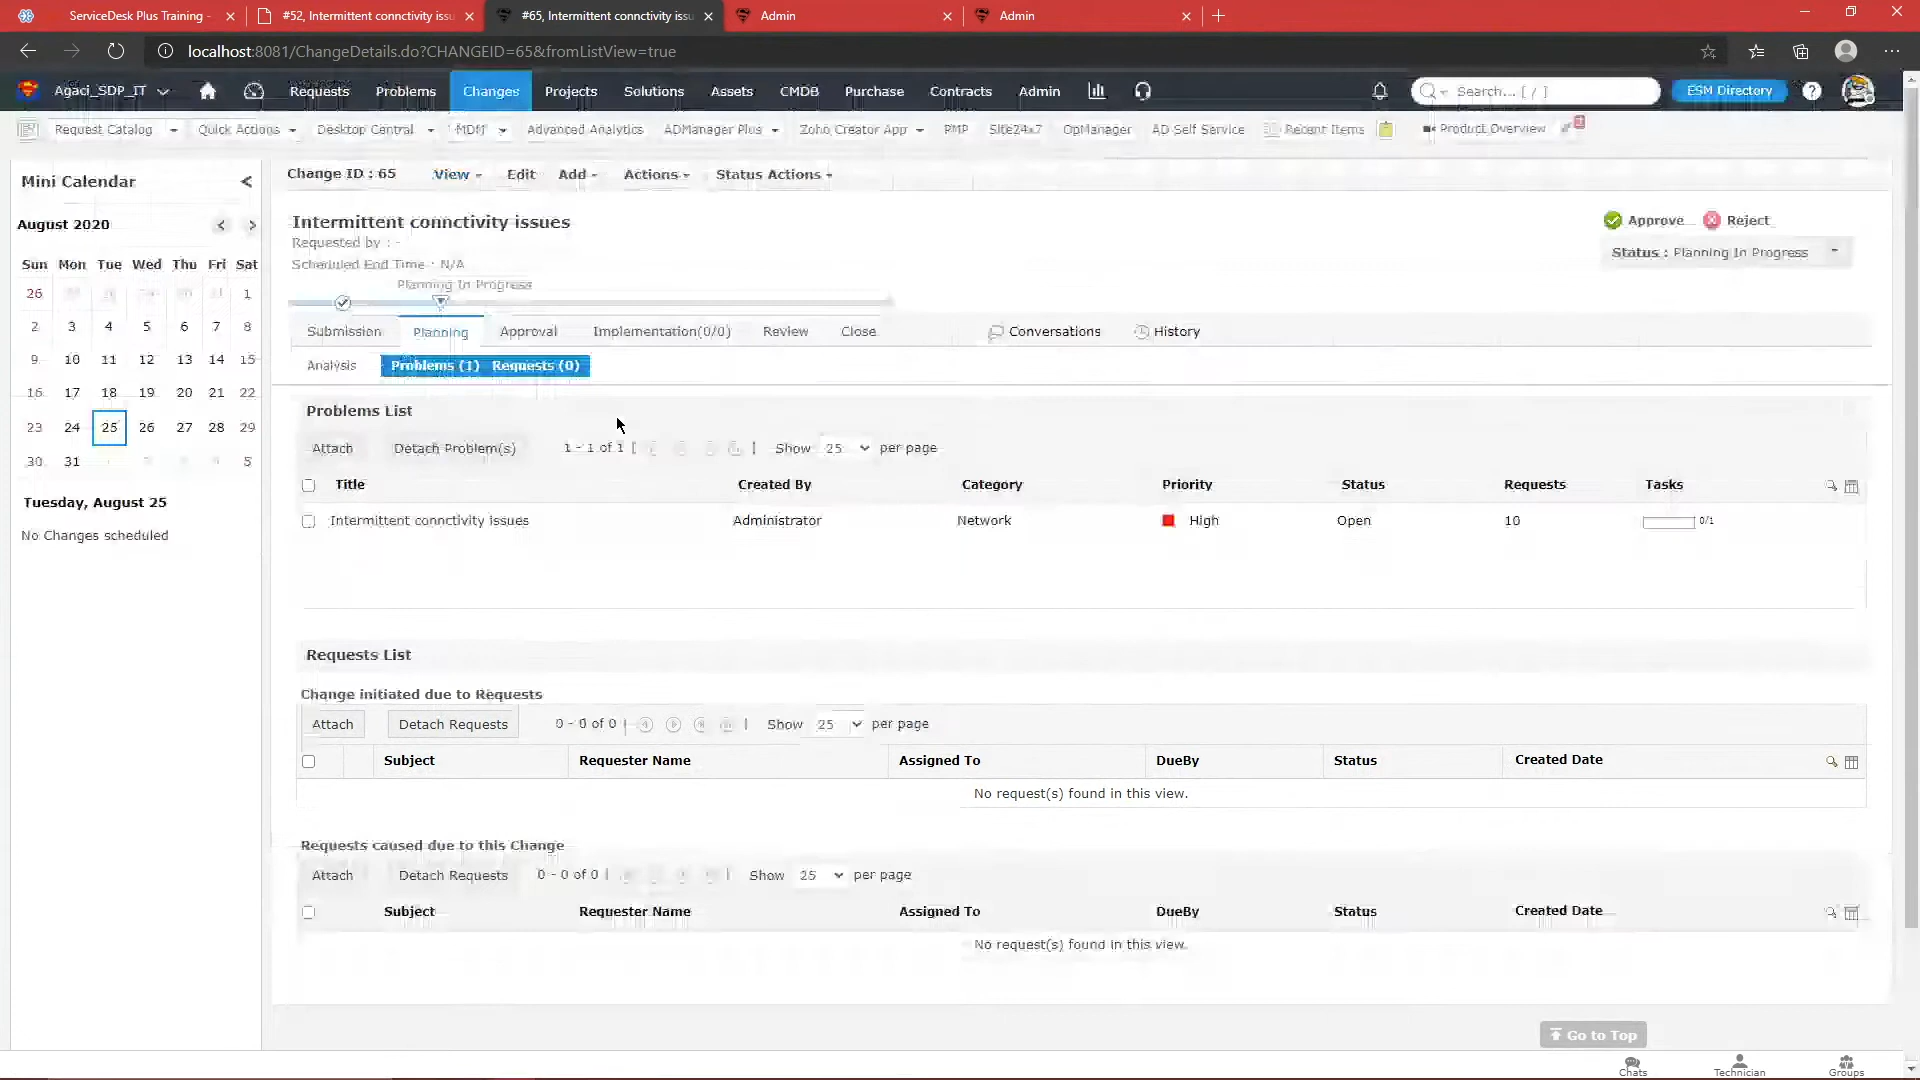 ServiceDesk Plus Training - #52, Intermittent connctivity issu #65, Intermittent connctivity issu Admin Admin
localhost:8081/ChangeDetails.do?CHANGEID=65&fromListView=true
Agaci_SDP_IT Requests Problems Changes Projects Solutions Assets CMDB Purchase Contracts Admin Search... [ / ] ESM Directory
Request Catalog Quick Actions Desktop Central MDM Advanced Analytics ADManager Plus Zoho Creator App PMP Site24x7 OpManager AD Self Service Recent Items Product Overview
Mini Calendar
August 2020
Sun Mon Tue Wed Thu Fri Sat
26 1
2 3 4 5 6 7 8
9 10 11 12 13 14 15
16 17 18 19 20 21 22
23 24 25 26 27 28 29
30 31 5
Tuesday, August 25
No Changes scheduled
Change ID : 65 View Edit Add Actions Status Actions
Intermittent connctivity issues
Requested by : -
Scheduled End Time : N/A
Approve Reject
Status : Planning In Progress
Planning In Progress
Submission Planning Approval Implementation(0/0) Review Close Conversations History
Analysis Problems (1) Requests (0)
Problems List
Attach Detach Problem(s) 1 - 1 of 1 Show 25 per page
Title Created By Category Priority Status Requests Tasks
Intermittent connctivity issues Administrator Network High Open 10 0/1
Requests List
Change initiated due to Requests
Attach Detach Requests 0 - 0 of 0 Show 25 per page
Subject Requester Name Assigned To DueBy Status Created Date
No request(s) found in this view.
Requests caused due to this Change
Attach Detach Requests 0 - 0 of 0 Show 25 per page
Subject Requester Name Assigned To DueBy Status Created Date
No request(s) found in this view.
Go to Top
Chats Technician Groups